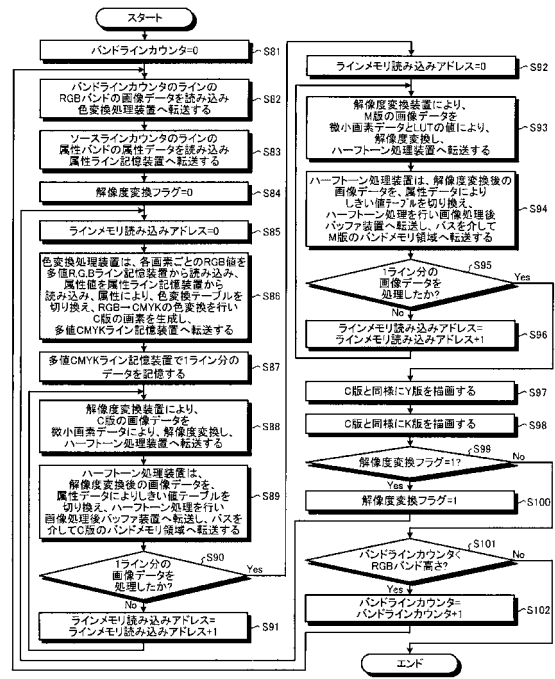 スタート
バンドラインカウンタ=0
S81
バンドラインカウンタのラインの
RGBバンドの画像データを読み込み
色変換処理装置へ転送する
S82
ソースラインカウンタのラインの
属性バンドの属性データを読み込み
属性ライン記憶装置へ転送する
S83
解像度変換フラグ=0
S84
ラインメモリ読み込みアドレス=0
S85
色変換処理装置は、各画素ごとのRGB値を
多値R,G,Bライン記憶装置から読み込み、
属性値を属性ライン記憶装置から
読み込み、属性により、色変換テーブルを
切り換え、RGB→CMYKの色変換を行い
C版の画素を生成し、
多値CMYKライン記憶装置へ転送する
S86
多値CMYKライン記憶装置で1ライン分の
データを記憶する
S87
解像度変換装置により、
C版の画像データを
微小画素データにより、解像度変換し、
ハーフトーン処理装置へ転送する
S88
ハーフトーン処理装置は、
解像度変換後の画像データを、
属性データによりしきい値テーブルを
切り換え、ハーフトーン処理を行い
画像処理後バッファ装置へ転送し、バスを
介してC版のバンドメモリ領域へ転送する
S89
1ライン分の
画像データを
処理したか?
S90
Yes
No
ラインメモリ読み込みアドレス=
ラインメモリ読み込みアドレス+1
S91
ラインメモリ読み込みアドレス=0
S92
解像度変換装置により、
M版の画像データを
微小画素データとLUTの値により、
解像度変換し、
ハーフトーン処理装置へ転送する
S93
ハーフトーン処理装置は、解像度変換後の
画像データを、属性データにより
しきい値テーブルを切り換え、
ハーフトーン処理を行い画像処理後
バッファ装置へ転送し、バスを介して
M版のバンドメモリ領域へ転送する
S94
1ライン分の
画像データを
処理したか?
S95
Yes
No
ラインメモリ読み込みアドレス=
ラインメモリ読み込みアドレス+1
S96
C版と同様にY版を描画する
S97
C版と同様にK版を描画する
S98
解像度変換フラグ=1?
S99
No
Yes
解像度変換フラグ=1
S100
バンドラインカウンタ<
RGBバンド高さ?
S101
No
Yes
バンドラインカウンタ=
バンドラインカウンタ+1
S102
エンド